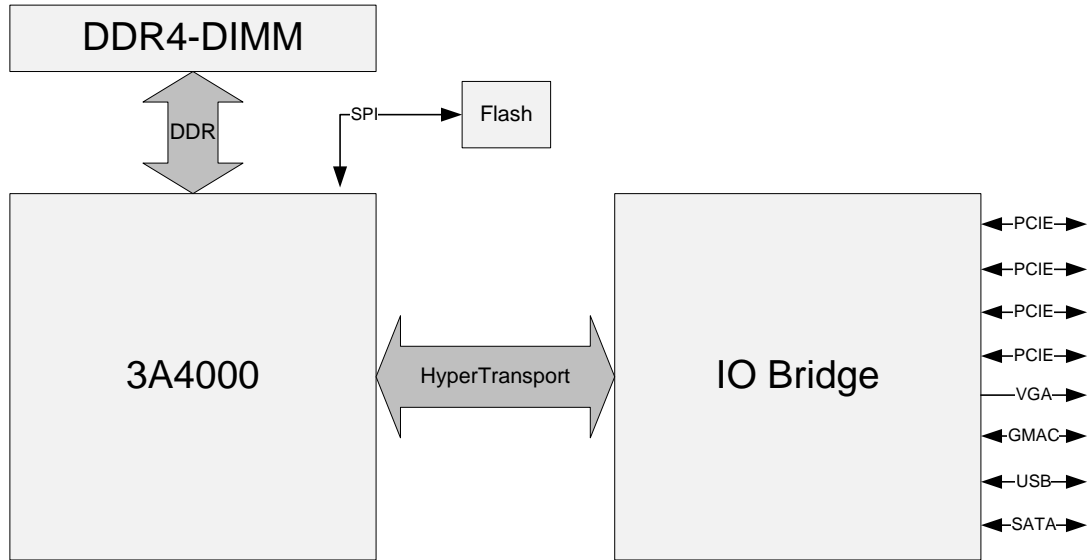 DDR4-DIMM
DDR
SPI
Flash
3A4000
HyperTransport
IO Bridge
PCIE
PCIE
PCIE
PCIE
VGA
GMAC
USB
SATA